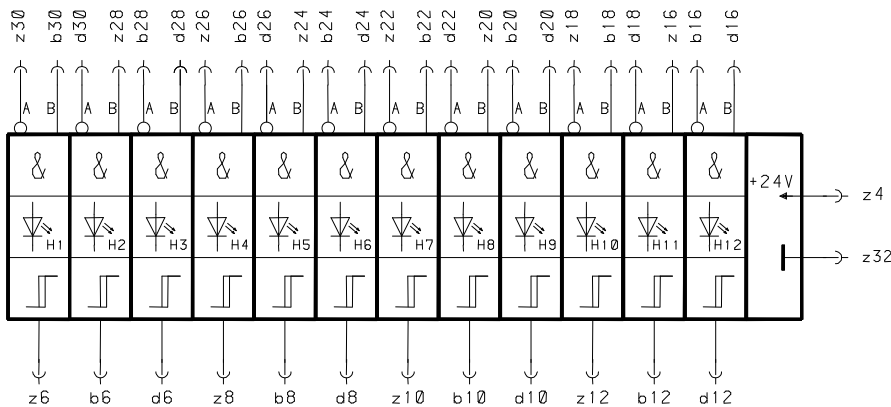 z30 b30 d30 z28 b28 d28 z26 b26 d26 z24 b24 d24 z22 b22 d22 z20 b20 d20 z18 b18 d18 z16 b16 d16
A B A B A B A B A B A B A B A B A B A B A B A B
& & & & & & & & & & & &
+24V
z4
H1 H2 H3 H4 H5 H6 H7 H8 H9 H10 H11 H12
z32
z6 b6 d6 z8 b8 d8 z10 b10 d10 z12 b12 d12